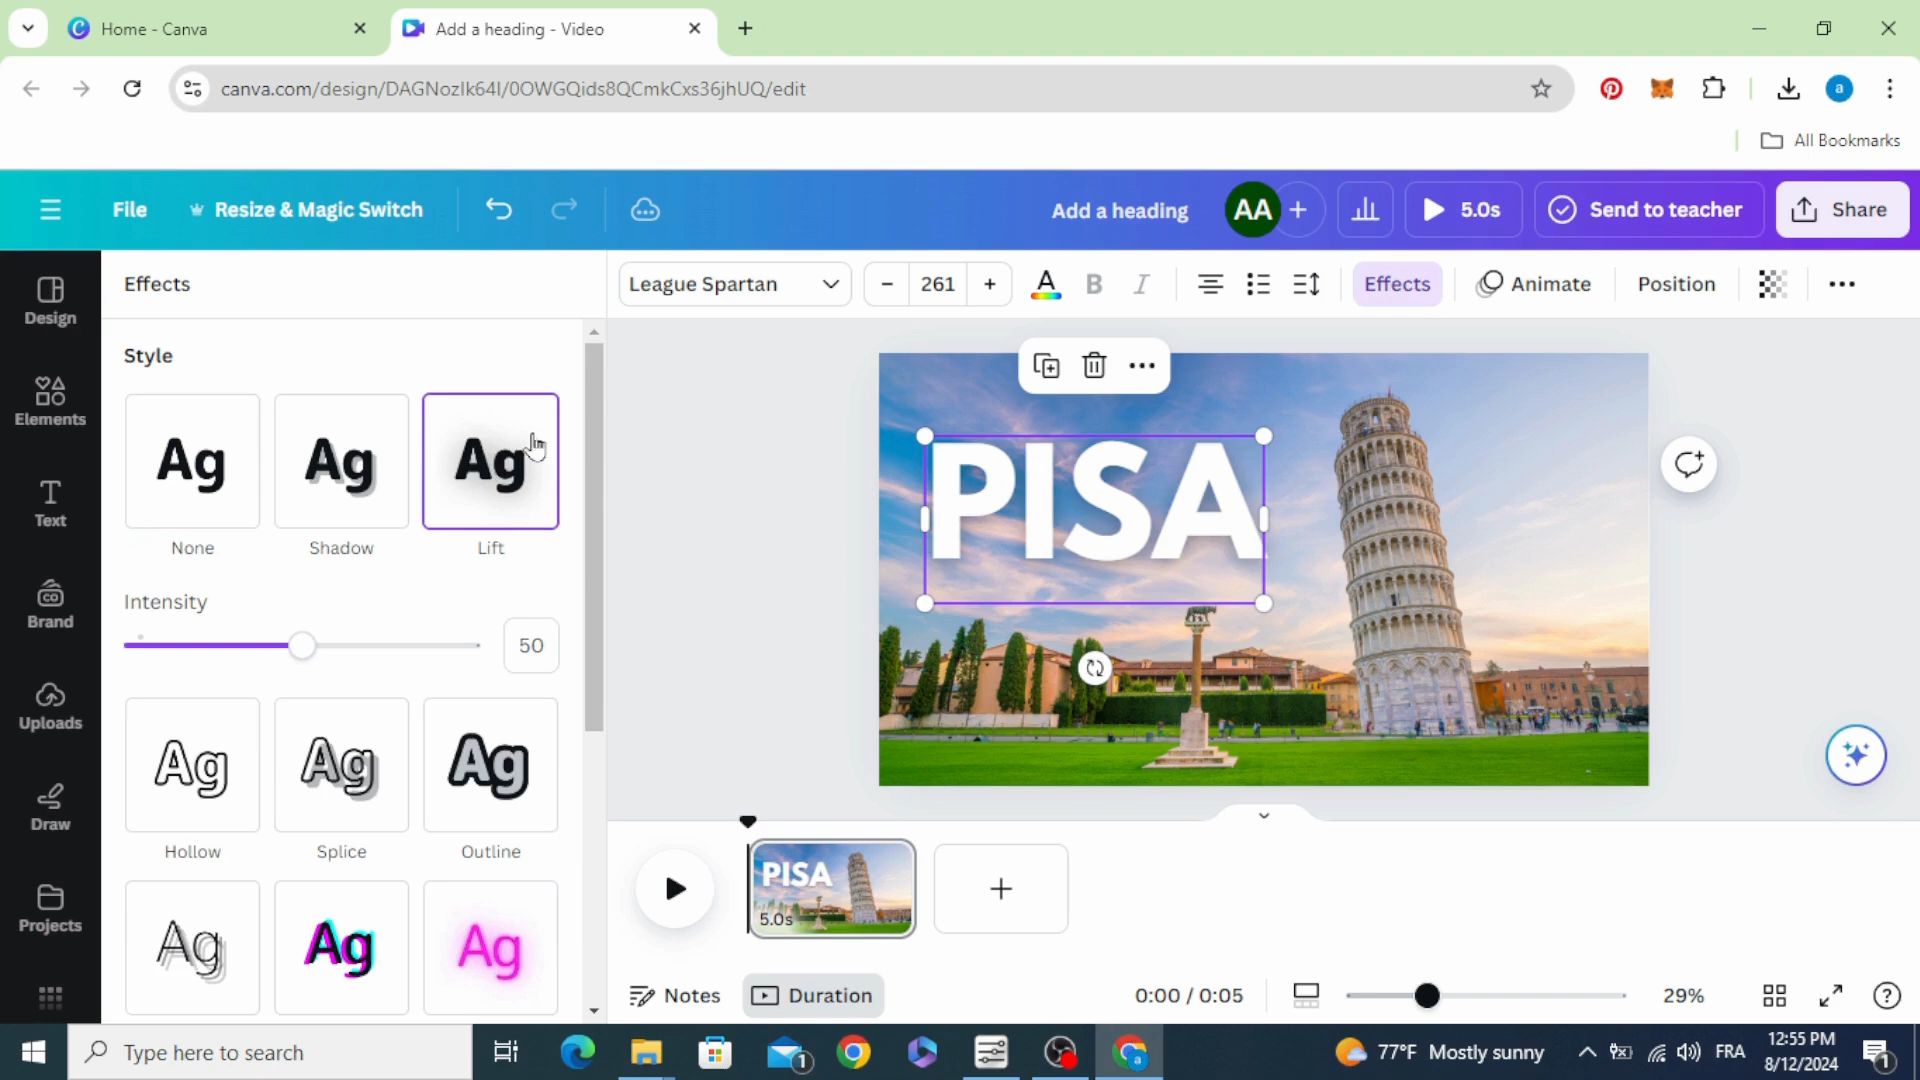 Home - Canva
Add a heading - Video
canva.com/design/DAGNozIk64I/0OWGQids8QCmkCxs36jhUQ/edit
a
All Bookmarks
File
Resize & Magic Switch
Add a heading
AA
5.0s
Send to teacher
Share
Design
Elements
Text
Brand
Uploads
Draw
Projects
Effects
Style
Ag
Ag
Ag
None
Shadow
Lift
Intensity
50
Ag
Ag
Ag
Hollow
Splice
Outline
Ag
Ag
Ag
League Spartan
261
A
B
I
Effects
Animate
Position
PISA
PISA
5.0s
Notes
Duration
0:00 / 0:05
29%
Type here to search
1
a
77°F Mostly sunny
FRA
12:55 PM
8/12/2024
1